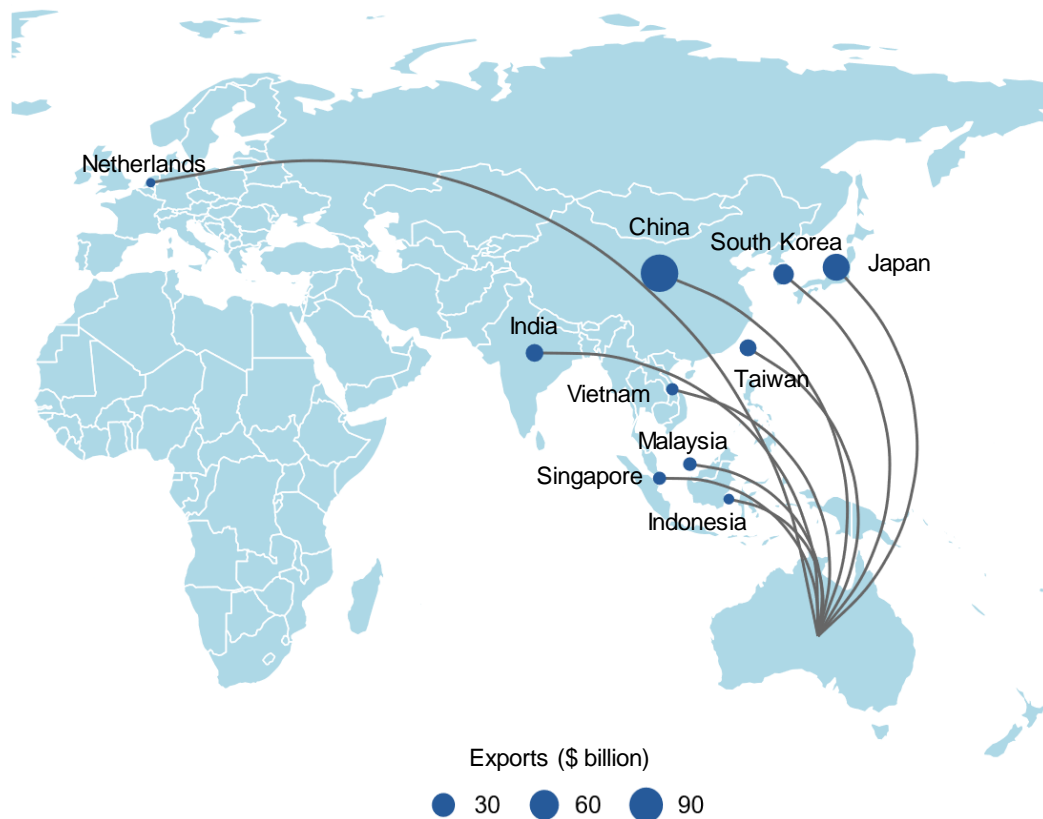 Netherlands
China
South Korea
Japan
India
Taiwan
Vietnam
Malaysia
Singapore
Indonesia
Exports ($ billion)
30 60 90